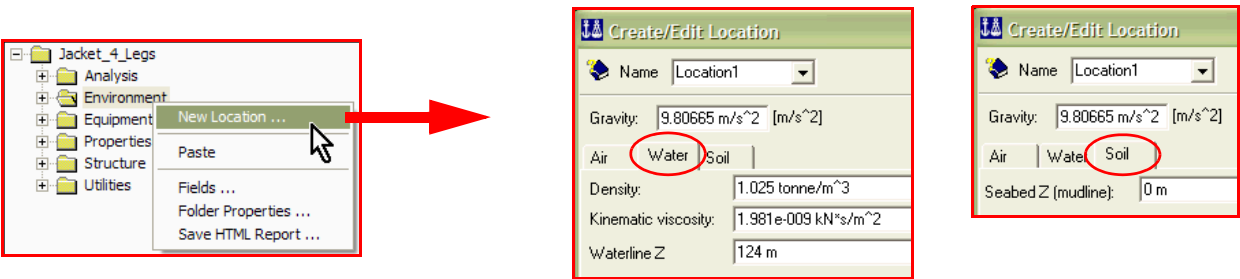 Jacket_4_Legs
Analysis
Environment
Equipment
Properties
Structure
Utilities
New Location ...
Paste
Fields ...
Folder Properties ...
Save HTML Report ...
Create/Edit Location
Name Location1
Gravity: 9.80665 m/s^2 [m/s^2]
Air Water Soil
Density: 1.025 tonne/m^3
Kinematic viscosity: 1.981e-009 kN*s/m^2
Waterline Z 124 m
Create/Edit Location
Name Location1
Gravity: 9.80665 m/s^2 [m/s^2]
Air Water Soil
Seabed Z (mudline): 0 m